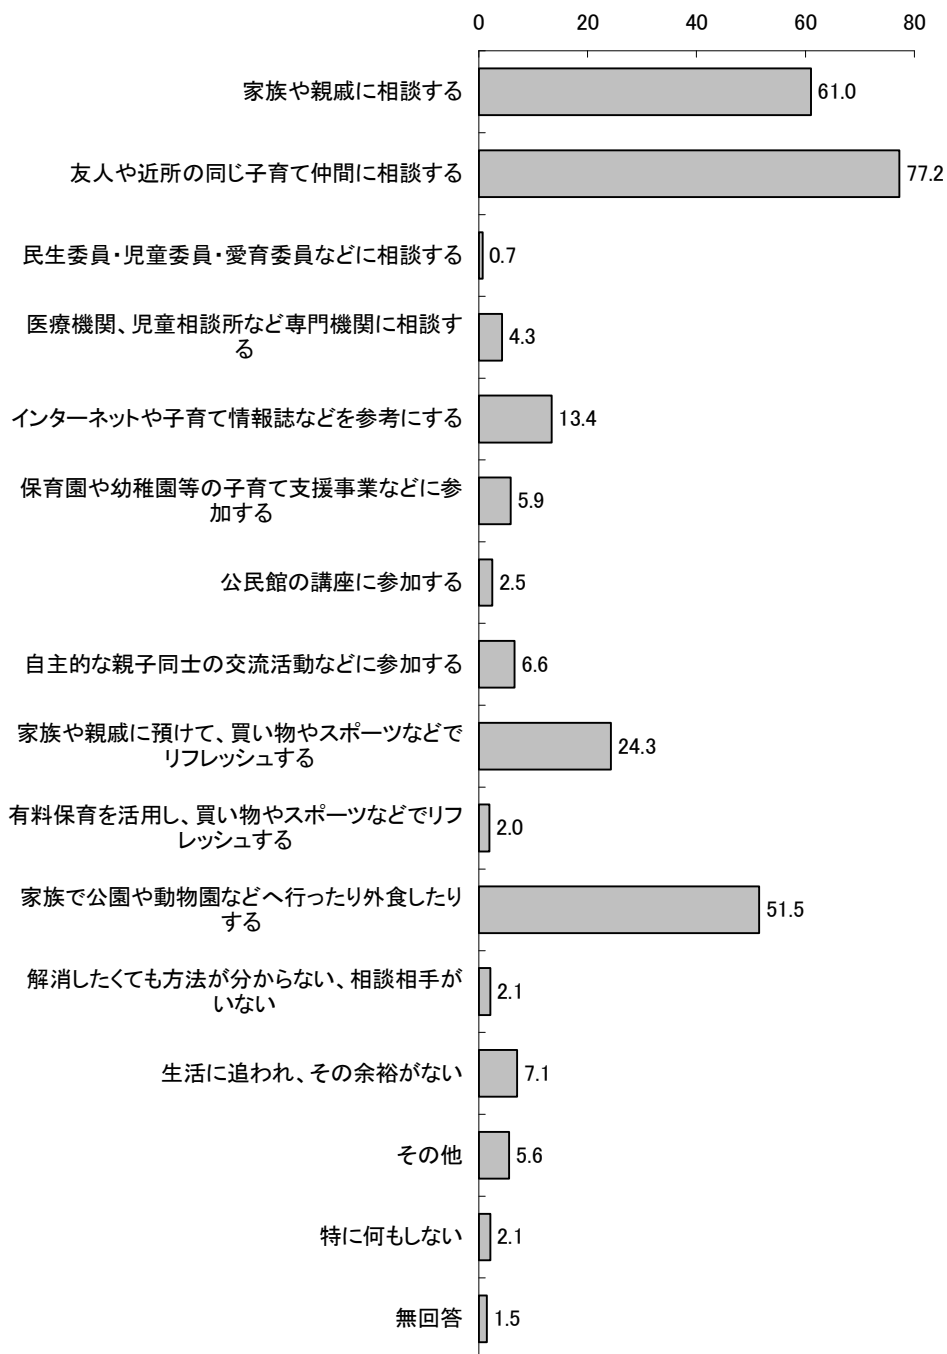 0 20 40 60 80
家族や親戚に相談する 61.0
友人や近所の同じ子育て仲間に相談する 77.2
民生委員・児童委員・愛育委員などに相談する 0.7
医療機関、児童相談所など専門機関に相談す
る 4.3
インターネットや子育て情報誌などを参考にする 13.4
保育園や幼稚園等の子育て支援事業などに参
加する 5.9
公民館の講座に参加する 2.5
自主的な親子同士の交流活動などに参加する 6.6
家族や親戚に預けて、買い物やスポーツなどで
リフレッシュする 24.3
有料保育を活用し、買い物やスポーツなどでリフ
レッシュする 2.0
家族で公園や動物園などへ行ったり外食したり
する 51.5
解消したくても方法が分からない、相談相手が
いない 2.1
生活に追われ、その余裕がない 7.1
その他 5.6
特に何もしない 2.1
無回答 1.5